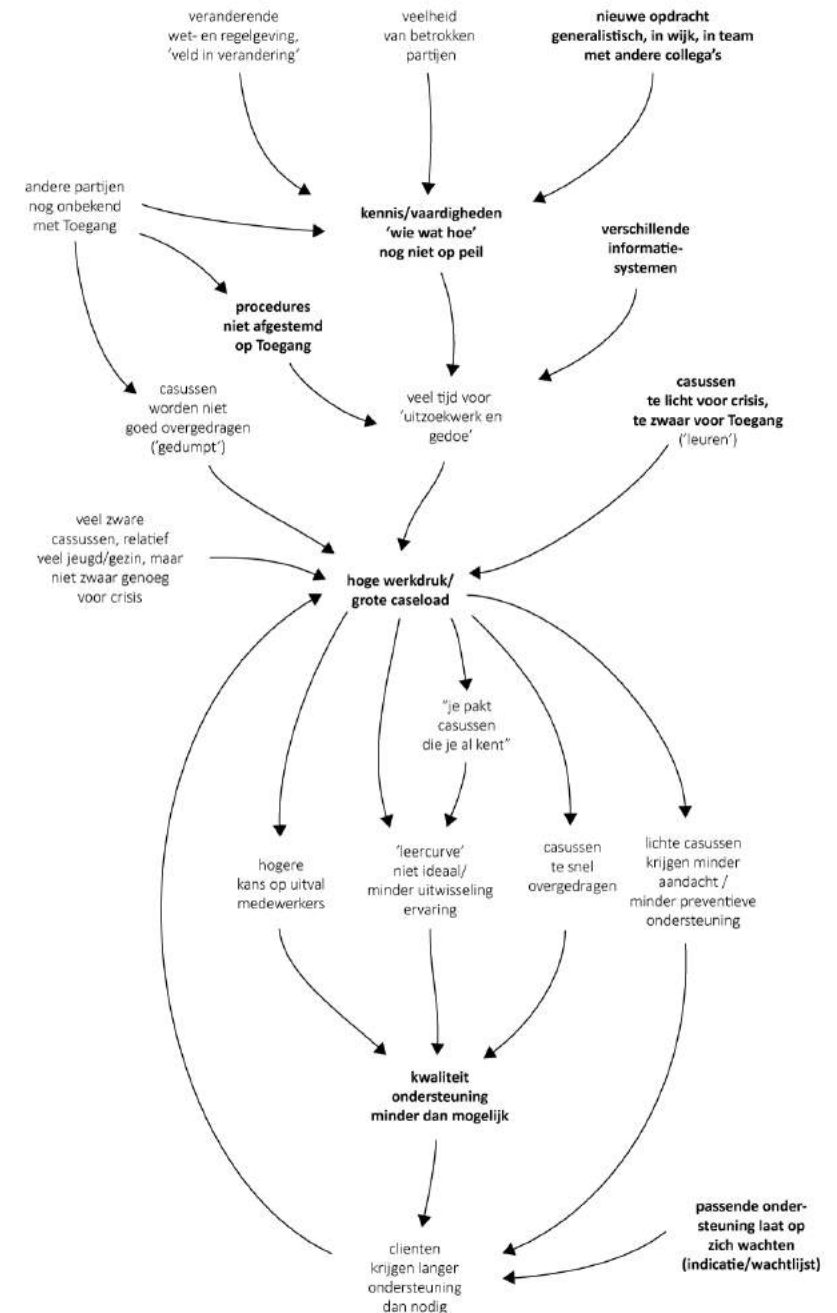 veranderende
wet- en regelgeving,
'veld in verandering'
veelheid
van betrokken
partijen
nieuwe opdracht
generalistisch, in wijk, in team
met andere collega's
andere partijen
nog onbekend
met Toegang
kennis/vaardigheden
'wie wat hoe'
nog niet op peil
verschillende
informatie-
systemen
procedures
niet afgestemd
op Toegang
casussen
worden niet
goed overgedragen
('gedumpt')
veel tijd voor
'uitzoekwerk en
gedoe'
casussen
te licht voor crisis,
te zwaar voor Toegang
('leuren')
veel zware
cassussen, relatief
veel jeugd/gezin, maar
niet zwaar genoeg
voor crisis
hoge werkdruk/
grote caseload
"je pakt
casussen
die je al kent"
hogere
kans op uitval
medewerkers
'leercurve'
niet ideaal/
minder uitwisseling
ervaring
casussen
te snel
overgedragen
lichte casussen
krijgen minder
aandacht /
minder preventieve
ondersteuning
kwaliteit
ondersteuning
minder dan mogelijk
clienten
krijgen langer
ondersteuning
dan nodig
passende onder-
steuning laat op
zich wachten
(indicatie/wachtlijst)